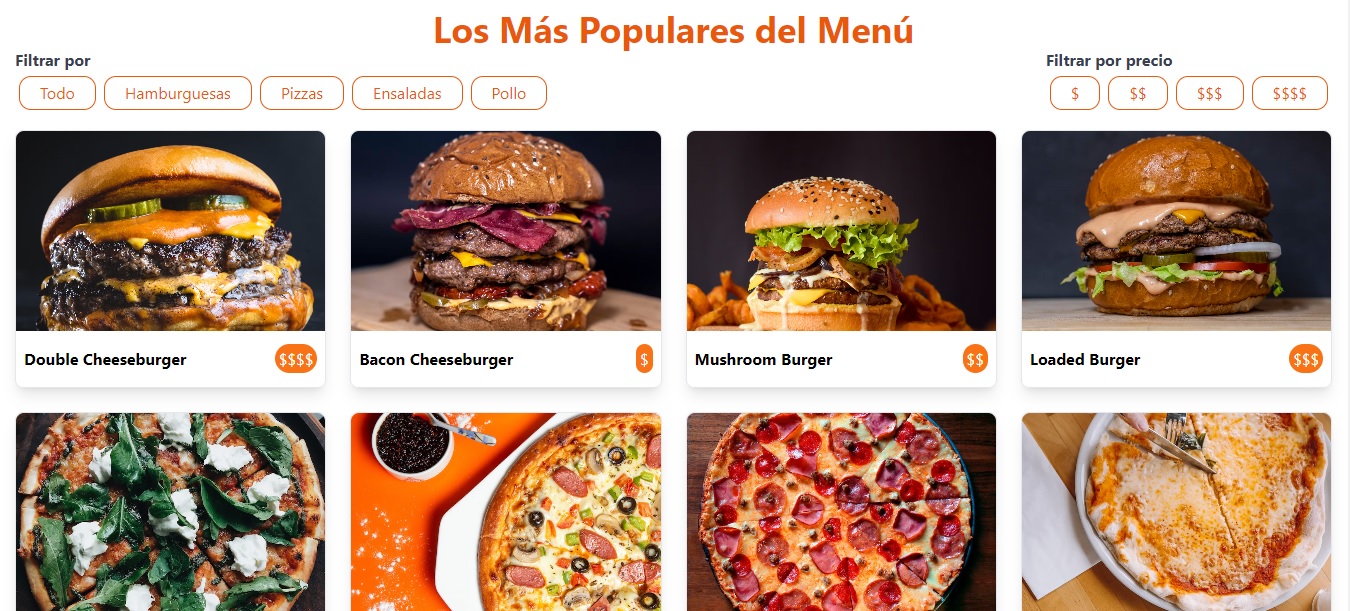 Los Más Populares del Menú
Filtrar por
Todo Hamburguesas Pizzas Ensaladas Pollo
Filtrar por precio
$ $$ $$$ $$$$
Double Cheeseburger $$$$
Bacon Cheeseburger $
Mushroom Burger $$
Loaded Burger $$$